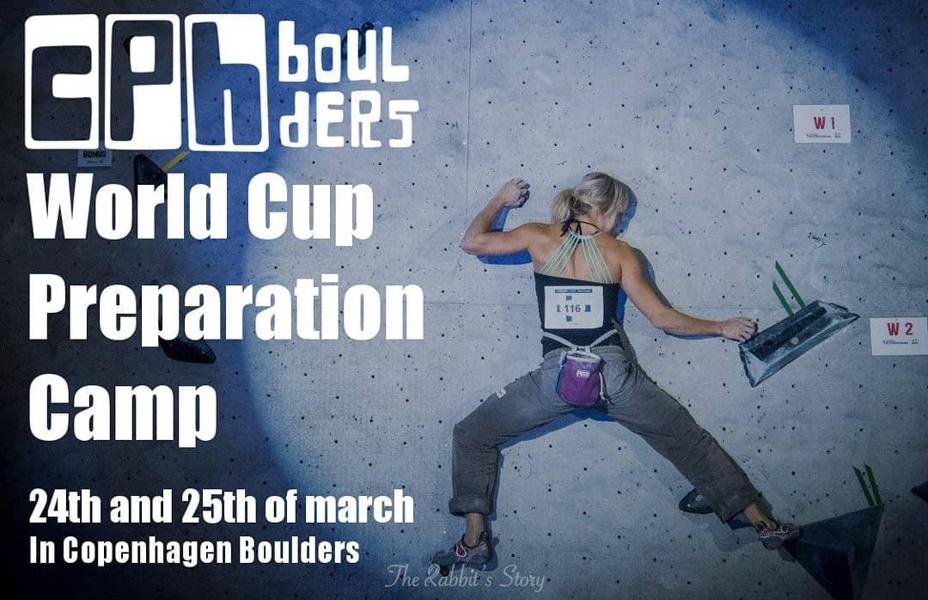 cph boul
dERs
BONUS
World Cup
Preparation
Camp
24th and 25th of march
In Copenhagen Boulders
W 1
116
W 2
The Rabbit's Story